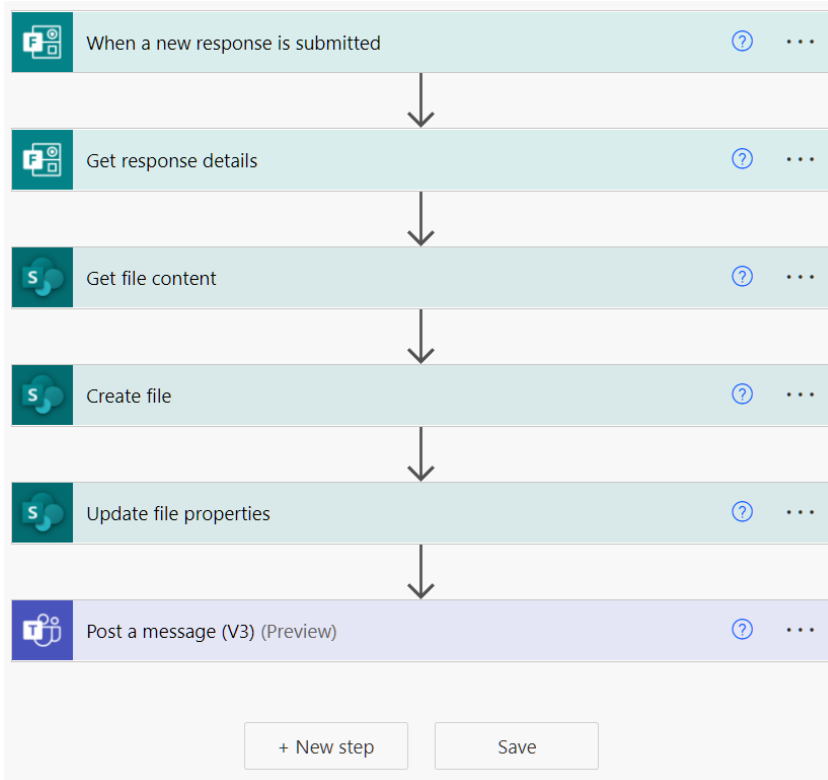 F
When a new response is submitted
?
...
F
Get response details
?
...
S
Get file content
?
...
S
Create file
?
...
S
Update file properties
?
...
T
Post a message (V3) (Preview)
?
...
+ New step
Save